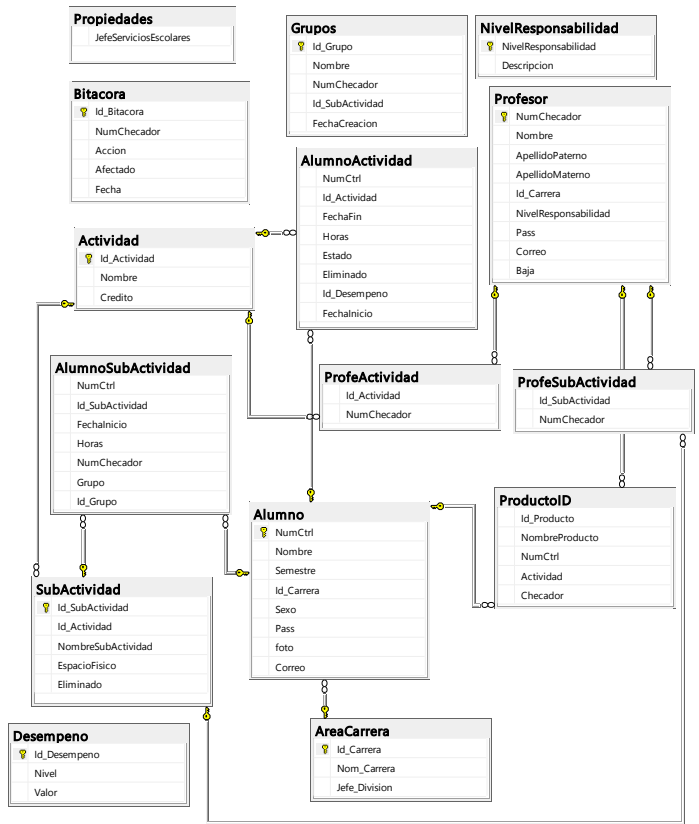 Propiedades
JefeServiciosEscolares
Bitacora
Id_Bitacora
NumChecador
Accion
Afectado
Fecha
Grupos
Id_Grupo
Nombre
NumChecador
Id_SubActividad
FechaCreacion
NivelResponsabilidad
NivelResponsabilidad
Descripcion
Profesor
NumChecador
Nombre
ApellidoPaterno
ApellidoMaterno
Id_Carrera
NivelResponsabilidad
Pass
Correo
Baja
AlumnoActividad
NumCtrl
Id_Actividad
FechaFin
Horas
Estado
Eliminado
Id_Desempeno
FechaInicio
Actividad
Id_Actividad
Nombre
Credito
AlumnoSubActividad
NumCtrl
Id_SubActividad
FechaInicio
Horas
NumChecador
Grupo
Id_Grupo
ProfeActividad
Id_Actividad
NumChecador
ProfeSubActividad
Id_SubActividad
NumChecador
ProductoID
Id_Producto
NombreProducto
NumCtrl
Actividad
Checador
Alumno
NumCtrl
Nombre
Semestre
Id_Carrera
Sexo
Pass
foto
Correo
SubActividad
Id_SubActividad
Id_Actividad
NombreSubActividad
EspacioFisico
Eliminado
Desempeno
Id_Desempeno
Nivel
Valor
AreaCarrera
Id_Carrera
Nom_Carrera
Jefe_Division